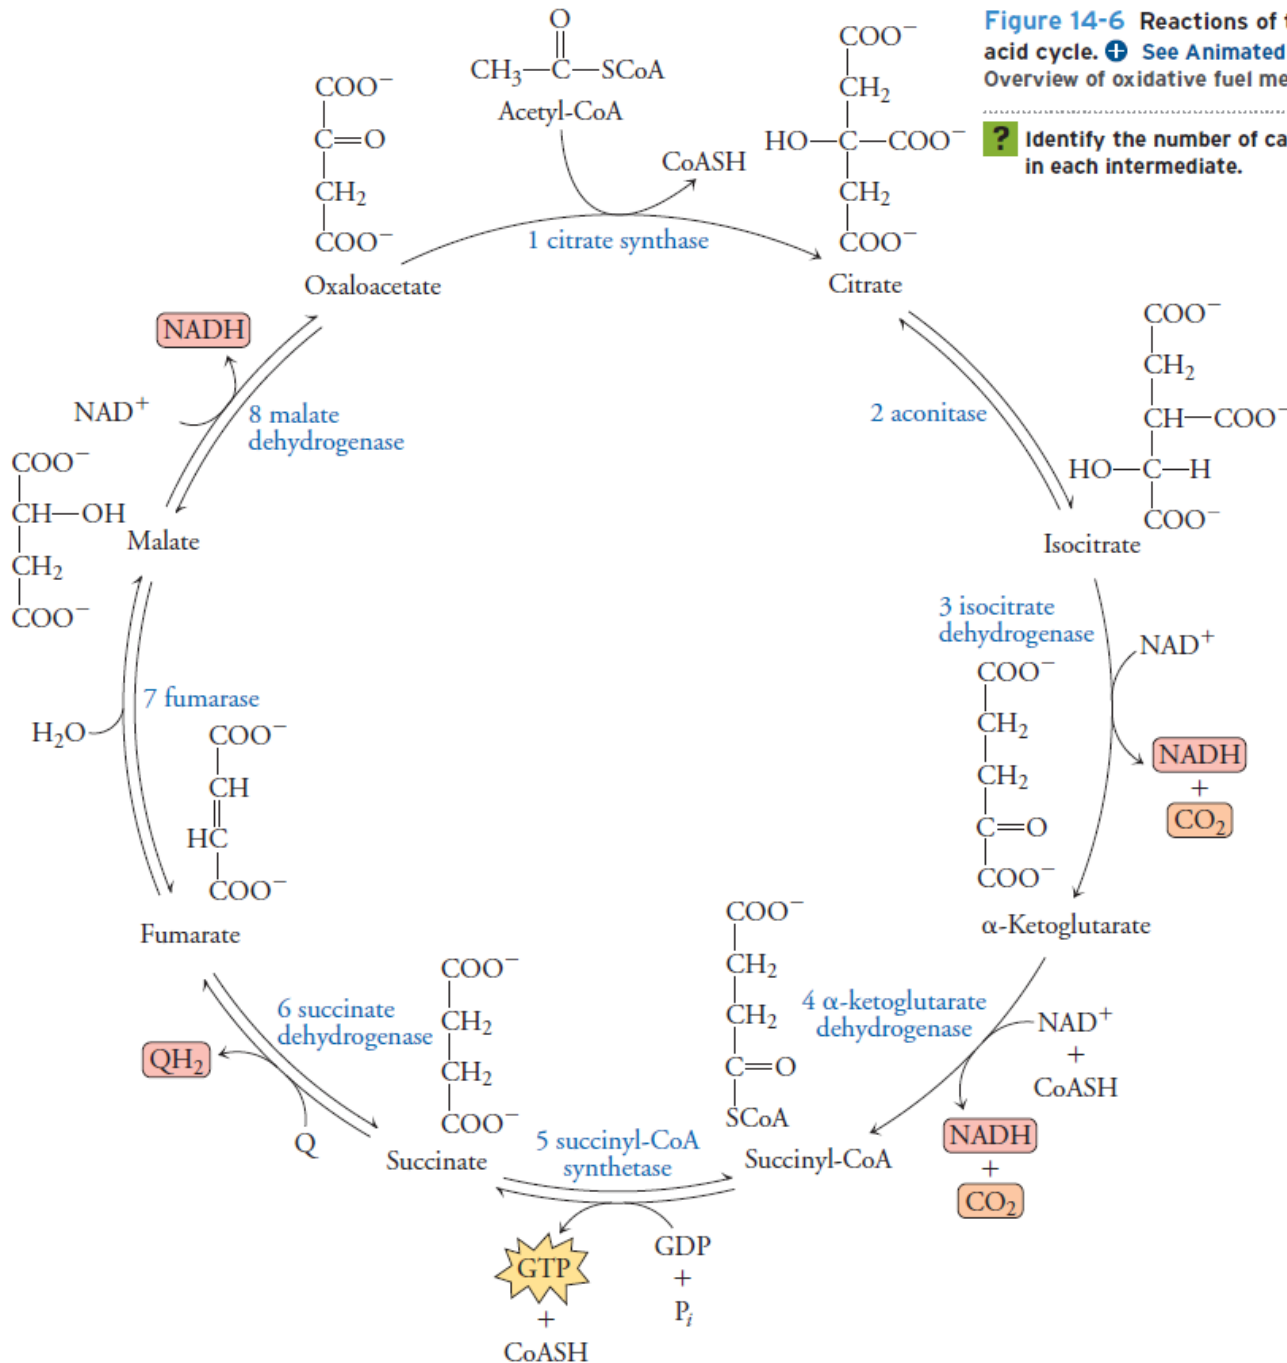 Figure 14-6 Reactions of t
acid cycle. + See Animated
Overview of oxidative fuel me
? Identify the number of ca
in each intermediate.
O
CH₃—C—SCoA
Acetyl-CoA
CoASH
1 citrate synthase
COO⁻
C=O
CH₂
COO⁻
Oxaloacetate
COO⁻
CH₂
HO—C—COO⁻
CH₂
COO⁻
Citrate
2 aconitase
COO⁻
CH₂
CH—COO⁻
HO—C—H
COO⁻
Isocitrate
3 isocitrate
dehydrogenase
NAD⁺
NADH
+
CO₂
COO⁻
CH₂
CH₂
C=O
COO⁻
α-Ketoglutarate
4 α-ketoglutarate
dehydrogenase
NAD⁺
+
CoASH
NADH
+
CO₂
COO⁻
CH₂
CH₂
C=O
SCoA
Succinyl-CoA
5 succinyl-CoA
synthetase
GDP
+
Pᵢ
GTP
+
CoASH
COO⁻
CH₂
CH₂
COO⁻
Succinate
6 succinate
dehydrogenase
Q
QH₂
COO⁻
CH
HC
COO⁻
Fumarate
7 fumarase
H₂O
COO⁻
CH—OH
CH₂
COO⁻
Malate
8 malate
dehydrogenase
NAD⁺
NADH